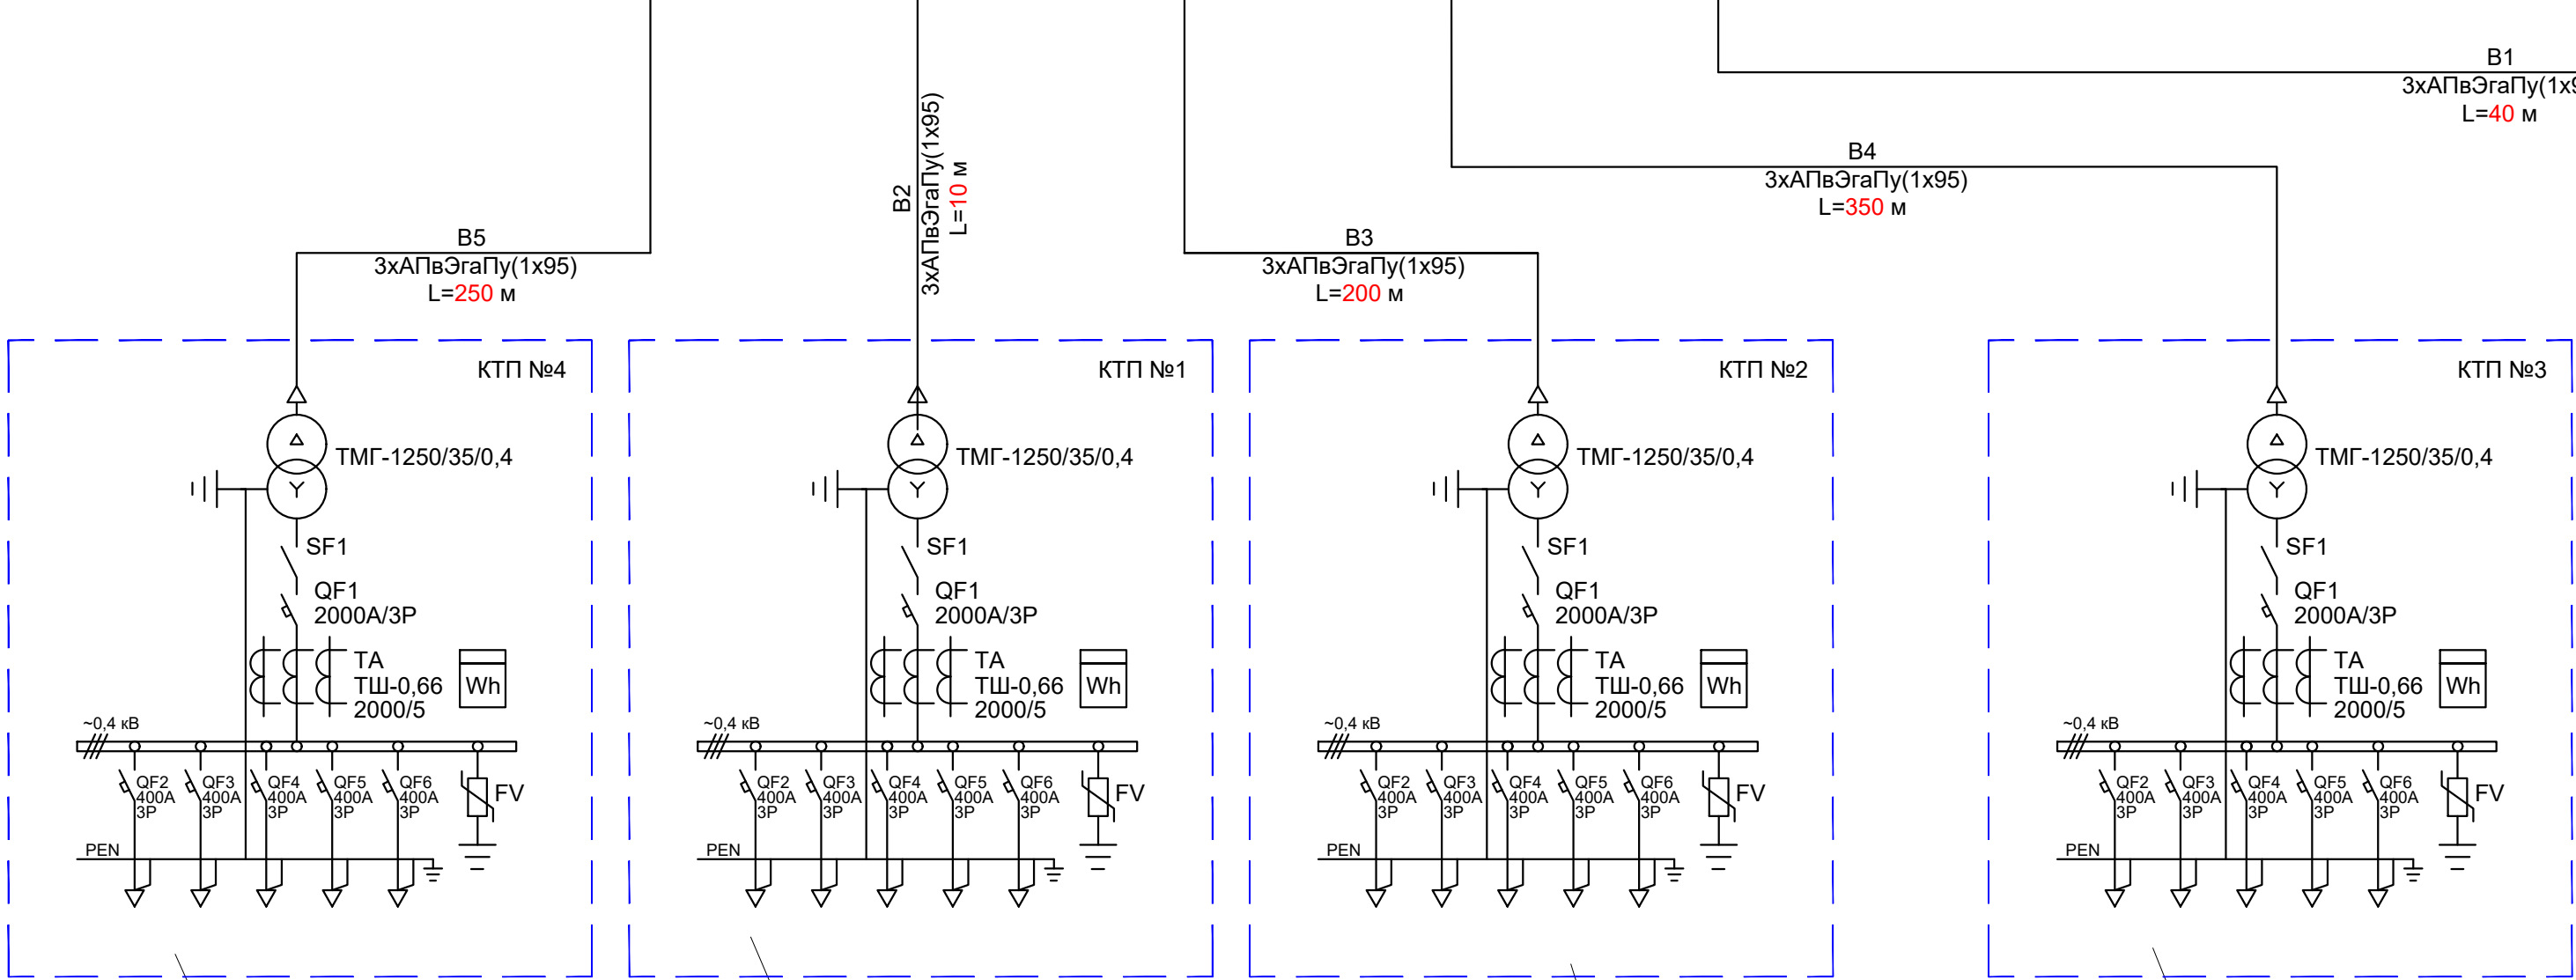 В1
3хАПвЭгаПу(1х9
L=40 м
В4
3хАПвЭгаПу(1х95)
L=350 м
В2
3хАПвЭгаПу(1х95)
L=10 м
В5
3хАПвЭгаПу(1х95)
L=250 м
В3
3хАПвЭгаПу(1х95)
L=200 м
КТП №4
ТМГ-1250/35/0,4
SF1
QF1
2000А/3Р
ТА
ТШ-0,66
2000/5
Wh
~0,4 кВ
QF2
400А
3Р
QF3
400А
3Р
QF4
400А
3Р
QF5
400А
3Р
QF6
400А
3Р
FV
PEN
КТП №1
ТМГ-1250/35/0,4
SF1
QF1
2000А/3Р
ТА
ТШ-0,66
2000/5
Wh
~0,4 кВ
QF2
400А
3Р
QF3
400А
3Р
QF4
400А
3Р
QF5
400А
3Р
QF6
400А
3Р
FV
PEN
КТП №2
ТМГ-1250/35/0,4
SF1
QF1
2000А/3Р
ТА
ТШ-0,66
2000/5
Wh
~0,4 кВ
QF2
400А
3Р
QF3
400А
3Р
QF4
400А
3Р
QF5
400А
3Р
QF6
400А
3Р
FV
PEN
КТП №3
ТМГ-1250/35/0,4
SF1
QF1
2000А/3Р
ТА
ТШ-0,66
2000/5
Wh
~0,4 кВ
QF2
400А
3Р
QF3
400А
3Р
QF4
400А
3Р
QF5
400А
3Р
QF6
400А
3Р
FV
PEN